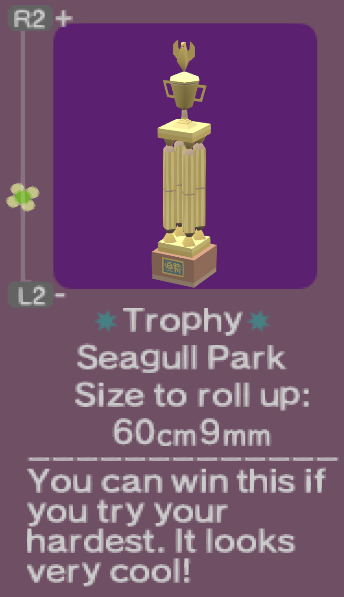 R2 +
L2 -
Trophy
Seagull Park
Size to roll up:
60cm9mm
You can win this if
you try your
hardest. It looks
very cool!